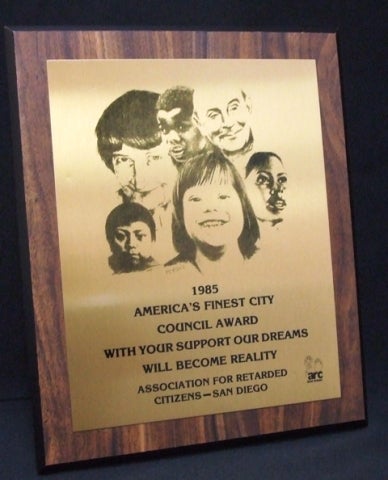 1985
AMERICA'S FINEST CITY
COUNCIL AWARD
WITH YOUR SUPPORT OUR DREAMS
WILL BECOME REALITY
ASSOCIATION FOR RETARDED
CITIZENS—SAN DIEGO
arc